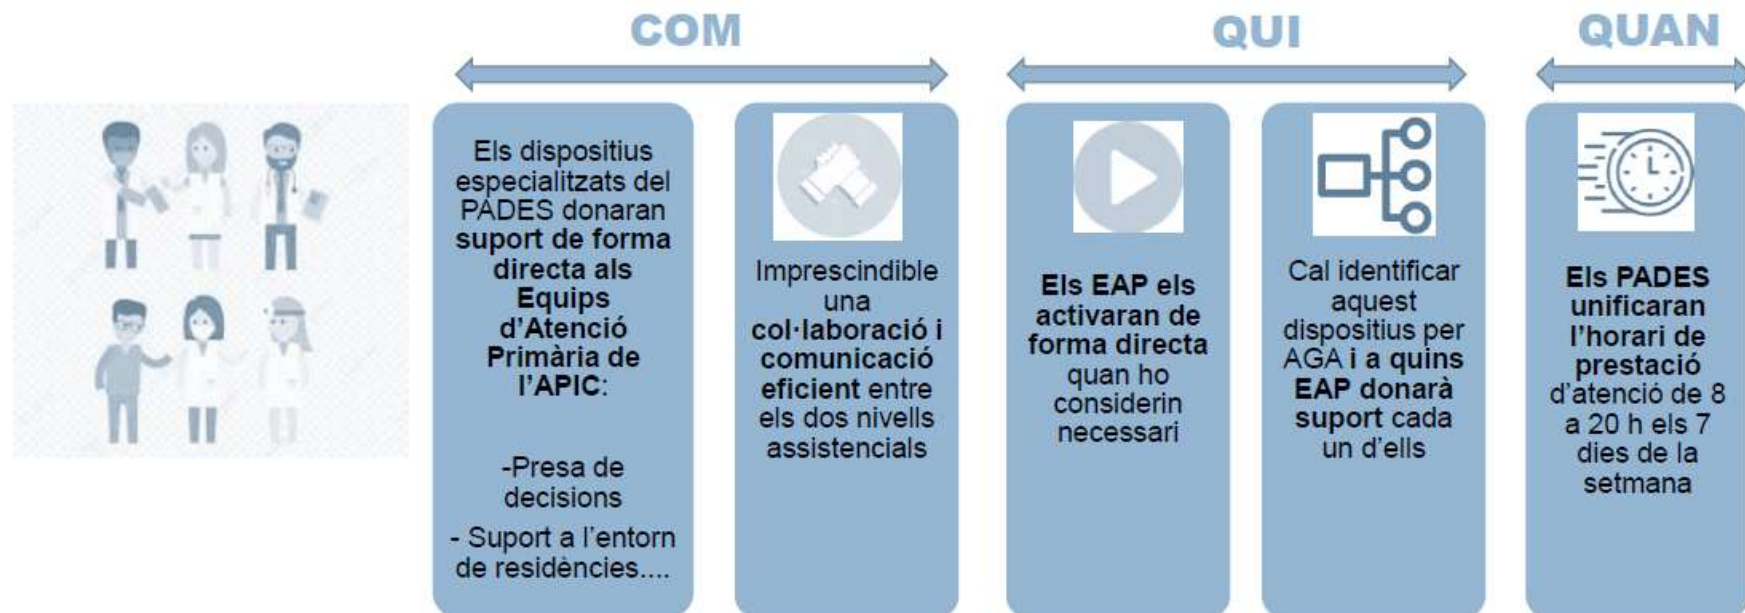 COM
QUI
QUAN
Els dispositius
especialitzats del
PADES donaran
suport de forma
directa als
Equips
d'Atenció
Primària de
l'APIC:
-Presa de
decisions
- Suport a l'entorn
de residències....
Imprescindible
una
col·laboració i
comunicació
eficient entre
els dos nivells
assistencials
Els EAP els
activaran de
forma directa
quan ho
considerin
necessari
Cal identificar
aquest
dispositius per
AGA i a quins
EAP donarà
suport cada
un d'ells
Els PADES
unificaran
l'horari de
prestació
d'atenció de 8
a 20 h els 7
dies de la
setmana